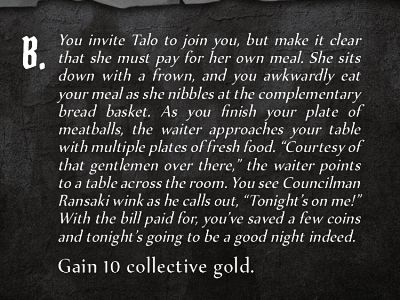 B. You invite Talo to join you, but make it clear
that she must pay for her own meal. She sits
down with a frown, and you awkwardly eat
your meal as she nibbles at the complementary
bread basket. As you finish your plate of
meatballs, the waiter approaches your table
with multiple plates of fresh food. “Courtesy of
that gentlemen over there,” the waiter points
to a table across the room. You see Councilman
Ransaki wink as he calls out, “Tonight’s on me!”
With the bill paid for, you’ve saved a few coins
and tonight’s going to be a good night indeed.
Gain 10 collective gold.